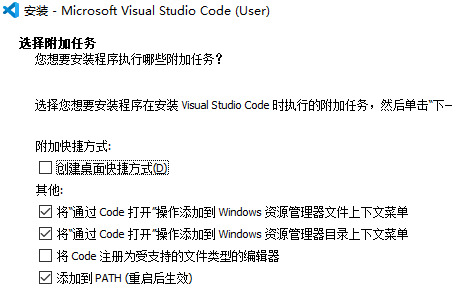 安装 - Microsoft Visual Studio Code (User)
选择附加任务
您想要安装程序执行哪些附加任务？
选择您想要安装程序在安装 Visual Studio Code 时执行的附加任务，然后单击“下一
附加快捷方式:
创建桌面快捷方式(D)
其他:
将“通过 Code 打开”操作添加到 Windows 资源管理器文件上下文菜单
将“通过 Code 打开”操作添加到 Windows 资源管理器目录上下文菜单
将 Code 注册为受支持的文件类型的编辑器
添加到 PATH (重启后生效)